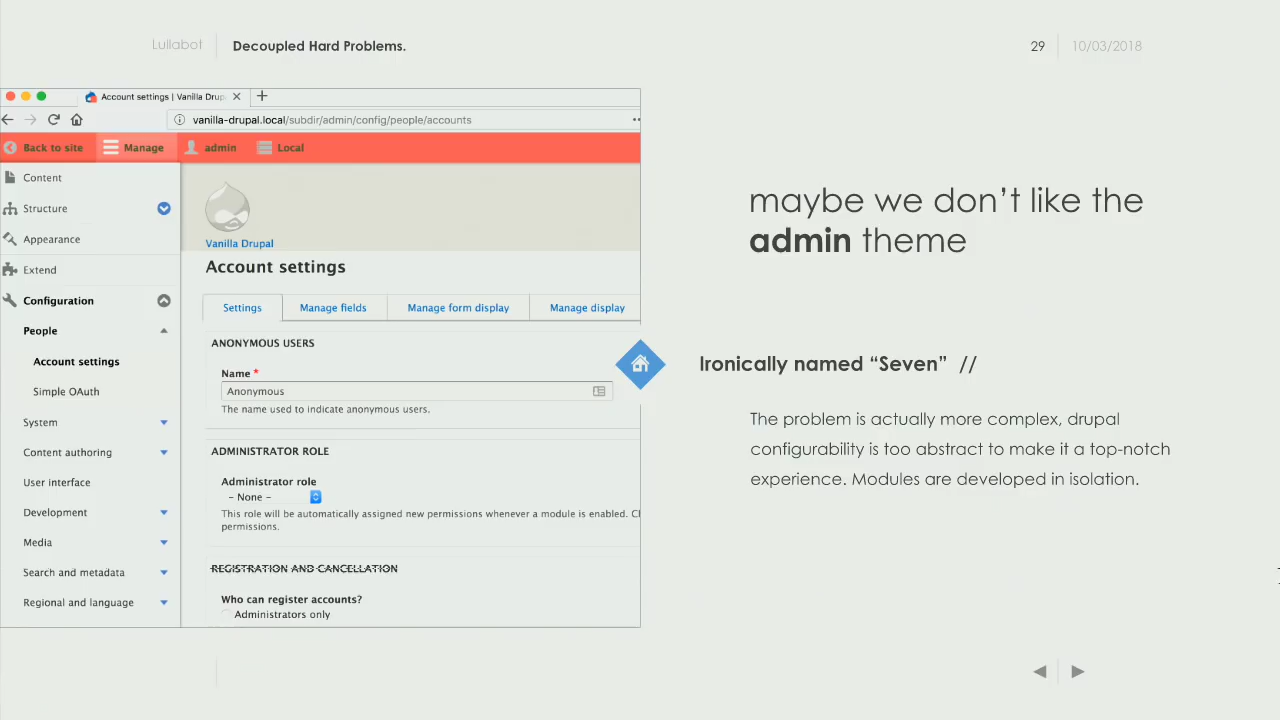 Lullabot
Decoupled Hard Problems.
29
10/03/2018
Account settings | Vanilla Drup
vanilla-drupal.local/subdir/admin/config/people/accounts
Back to site
Manage
admin
Local
Content
Structure
Appearance
Extend
Configuration
People
Account settings
Simple OAuth
System
Content authoring
User interface
Development
Media
Search and metadata
Regional and language
Vanilla Drupal
Account settings
Settings
Manage fields
Manage form display
Manage display
ANONYMOUS USERS
Name *
Anonymous
The name used to indicate anonymous users.
ADMINISTRATOR ROLE
Administrator role
- None -
This role will be automatically assigned new permissions whenever a module is enabled. Cl
permissions.
REGISTRATION AND CANCELLATION
Who can register accounts?
Administrators only
maybe we don’t like the
admin theme
Ironically named “Seven” //
The problem is actually more complex, drupal
configurability is too abstract to make it a top-notch
experience. Modules are developed in isolation.